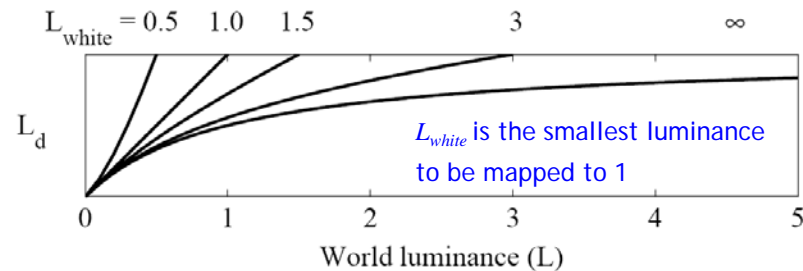 L_white = 0.5 1.0 1.5 3 ∞
L_d
L_white is the smallest luminance
to be mapped to 1
0 1 2 3 4 5
World luminance (L)